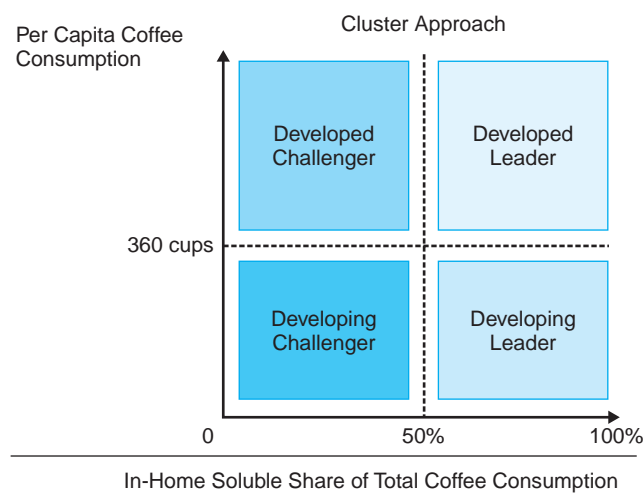 Per Capita Coffee
Consumption
Cluster Approach
Developed
Challenger
Developed
Leader
360 cups
Developing
Challenger
Developing
Leader
0
50%
100%
In-Home Soluble Share of Total Coffee Consumption